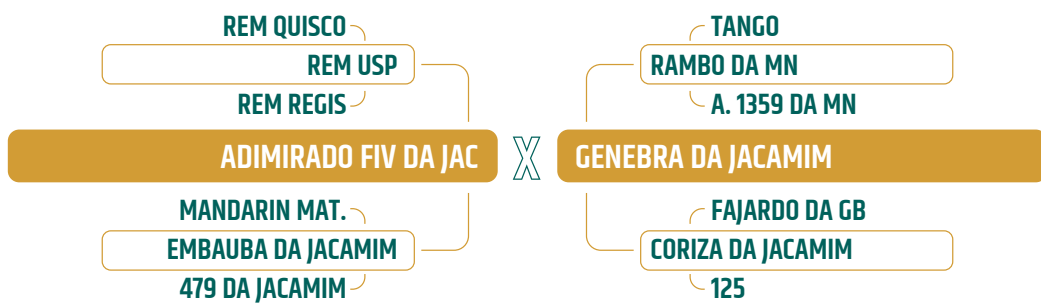 REM QUISCO
REM USP
REM REGIS
ADIMIRADO FIV DA JAC
MANDARIN MAT.
EMBAUBA DA JACAMIM
479 DA JACAMIM
X
TANGO
RAMBO DA MN
A. 1359 DA MN
GENEBRA DA JACAMIM
FAJARDO DA GB
CORIZA DA JACAMIM
125